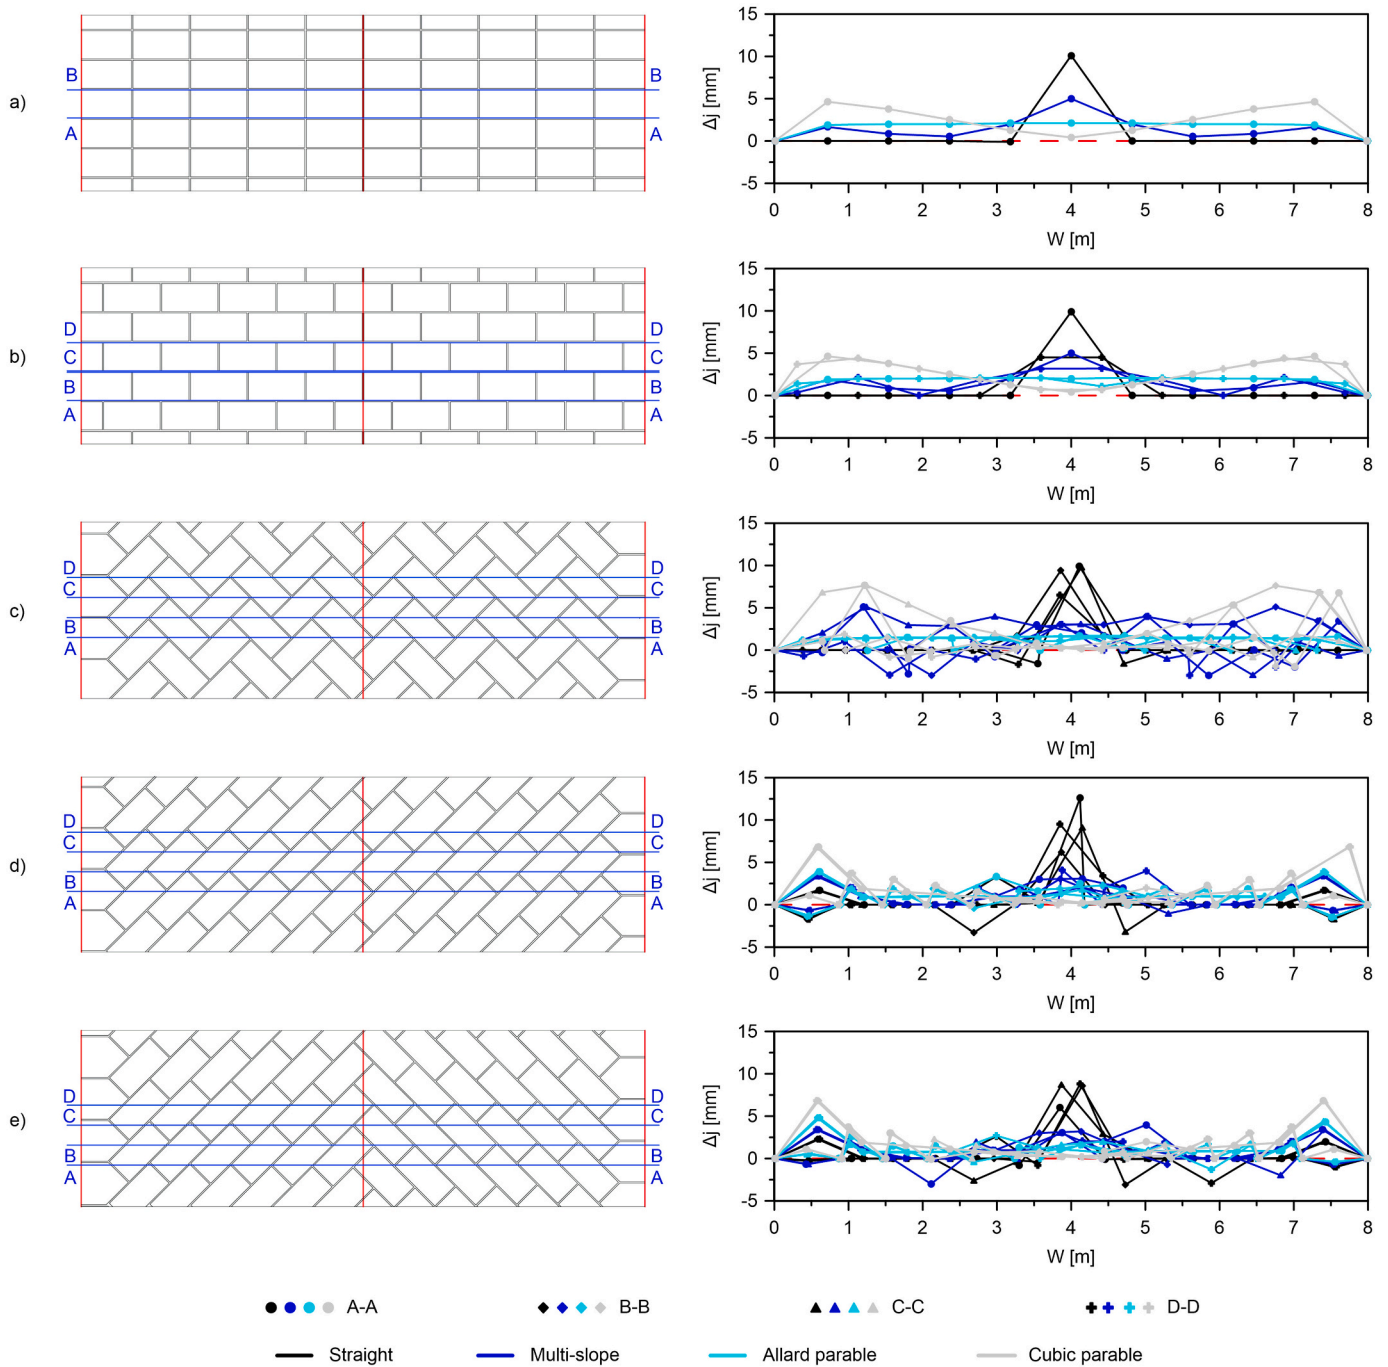 a)
B B
A A
Δj [mm]
15
10
5
0
-5
0 1 2 3 4 5 6 7 8
W [m]
b)
D D
C C
B B
A A
Δj [mm]
15
10
5
0
-5
0 1 2 3 4 5 6 7 8
W [m]
c)
D D
C C
B B
A A
Δj [mm]
15
10
5
0
-5
0 1 2 3 4 5 6 7 8
W [m]
d)
D D
C C
B B
A A
Δj [mm]
15
10
5
0
-5
0 1 2 3 4 5 6 7 8
W [m]
e)
D D
C C
B B
A A
Δj [mm]
15
10
5
0
-5
0 1 2 3 4 5 6 7 8
W [m]
A-A B-B C-C D-D
Straight Multi-slope Allard parable Cubic parable